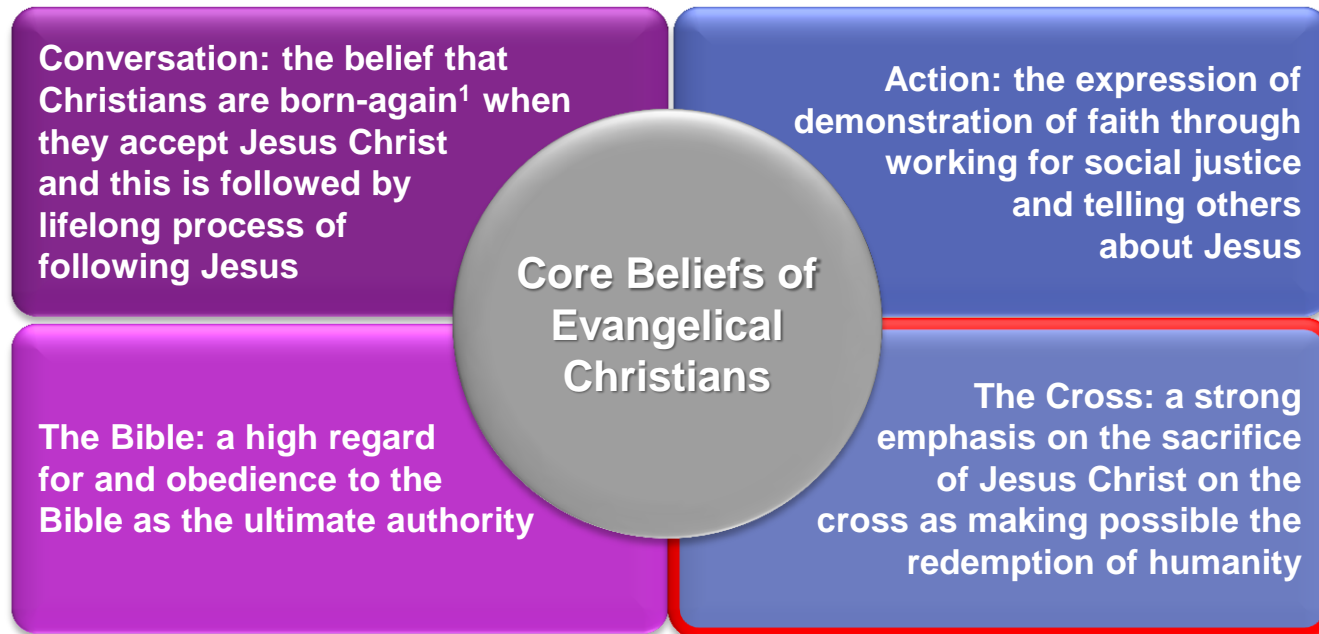 Conversation: the belief that
Christians are born-again¹ when
they accept Jesus Christ
and this is followed by
lifelong process of
following Jesus
Action: the expression of
demonstration of faith through
working for social justice
and telling others
about Jesus
Core Beliefs of
Evangelical
Christians
The Bible: a high regard
for and obedience to the
Bible as the ultimate authority
The Cross: a strong
emphasis on the sacrifice
of Jesus Christ on the
cross as making possible the
redemption of humanity